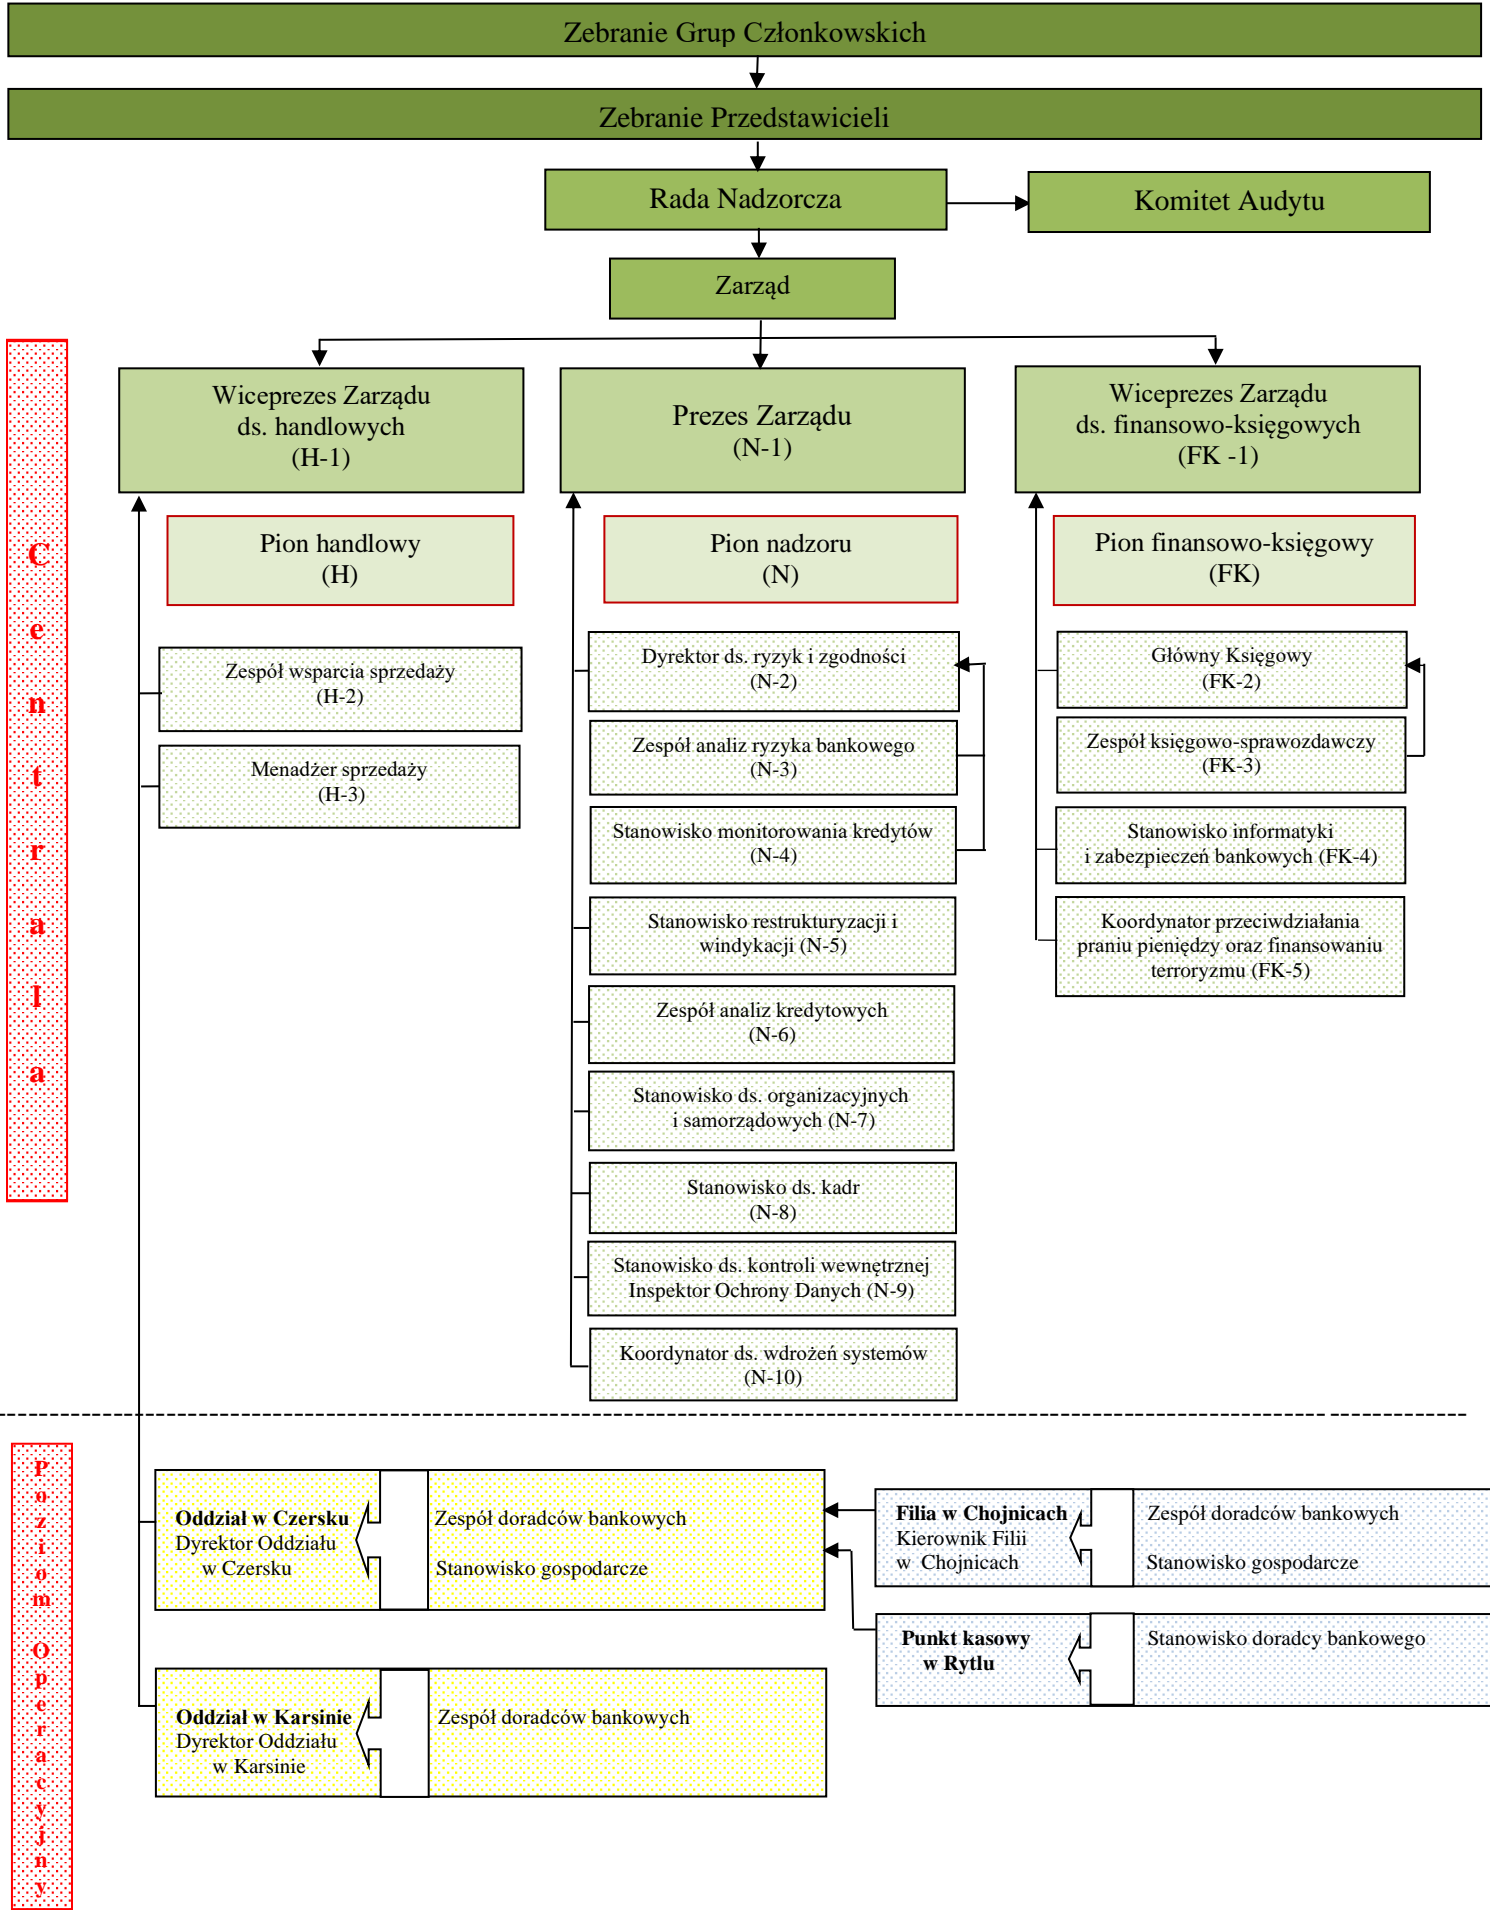 Zebranie Grup Członkowskich
Zebranie Przedstawicieli
Rada Nadzorcza
Komitet Audytu
Zarząd
Centrala
Wiceprezes Zarządu
ds. handlowych
(H-1)
Prezes Zarządu
(N-1)
Wiceprezes Zarządu
ds. finansowo-księgowych
(FK -1)
Pion handlowy
(H)
Zespół wsparcia sprzedaży
(H-2)
Menadżer sprzedaży
(H-3)
Pion nadzoru
(N)
Dyrektor ds. ryzyk i zgodności
(N-2)
Zespół analiz ryzyka bankowego
(N-3)
Stanowisko monitorowania kredytów
(N-4)
Stanowisko restrukturyzacji i
windykacji (N-5)
Zespół analiz kredytowych
(N-6)
Stanowisko ds. organizacyjnych
i samorządowych (N-7)
Stanowisko ds. kadr
(N-8)
Stanowisko ds. kontroli wewnętrznej
Inspektor Ochrony Danych (N-9)
Koordynator ds. wdrożeń systemów
(N-10)
Pion finansowo-księgowy
(FK)
Główny Księgowy
(FK-2)
Zespół księgowo-sprawozdawczy
(FK-3)
Stanowisko informatyki
i zabezpieczeń bankowych (FK-4)
Koordynator przeciwdziałania
praniu pieniędzy oraz finansowaniu
terroryzmu (FK-5)
Poziom Operacyjny
Oddział w Czersku
Dyrektor Oddziału
w Czersku
Zespół doradców bankowych
Stanowisko gospodarcze
Filia w Chojnicach
Kierownik Filii
w Chojnicach
Zespół doradców bankowych
Stanowisko gospodarcze
Punkt kasowy
w Rytlu
Stanowisko doradcy bankowego
Oddział w Karsinie
Dyrektor Oddziału
w Karsinie
Zespół doradców bankowych